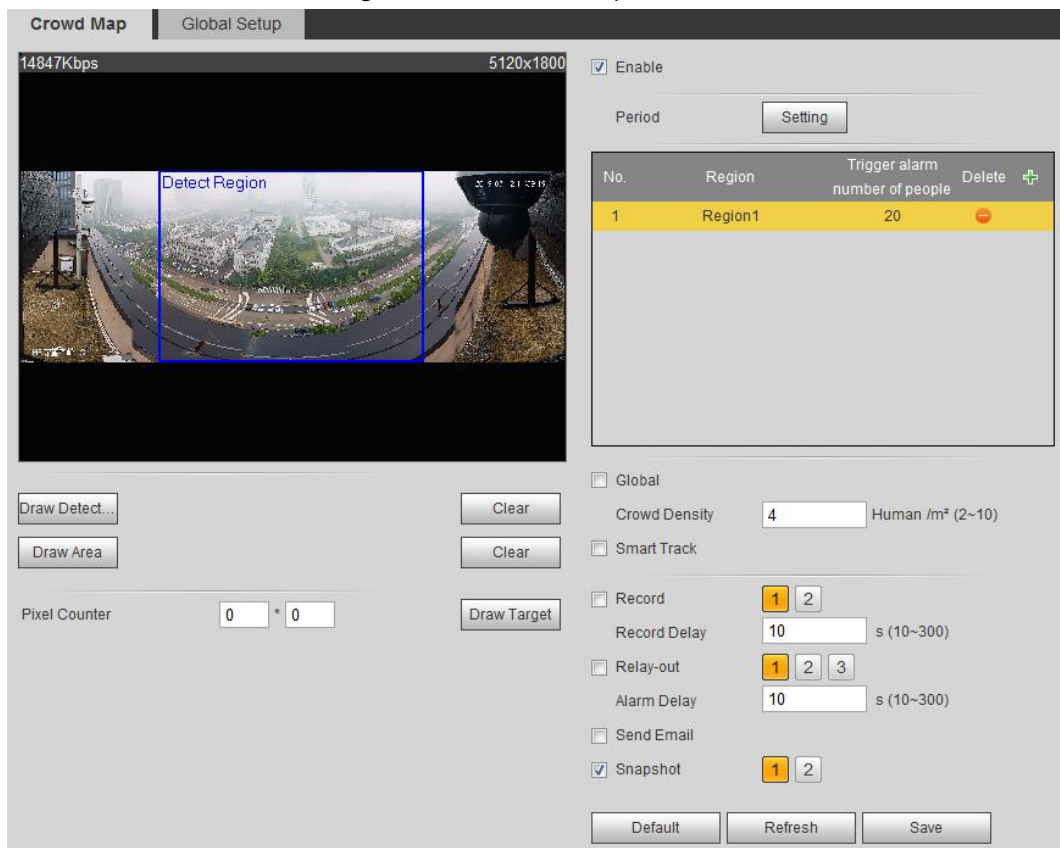 Crowd Map
Global Setup
14847Kbps
5120x1800
Detect Region
Draw Detect...
Clear
Draw Area
Clear
Pixel Counter
0 * 0
Draw Target
Enable
Period
Setting
No. Region Trigger alarm number of people Delete
1 Region1 20
Global
Crowd Density 4 Human /m² (2~10)
Smart Track
Record 1 2
Record Delay 10 s (10~300)
Relay-out 1 2 3
Alarm Delay 10 s (10~300)
Send Email
Snapshot 1 2
Default Refresh Save